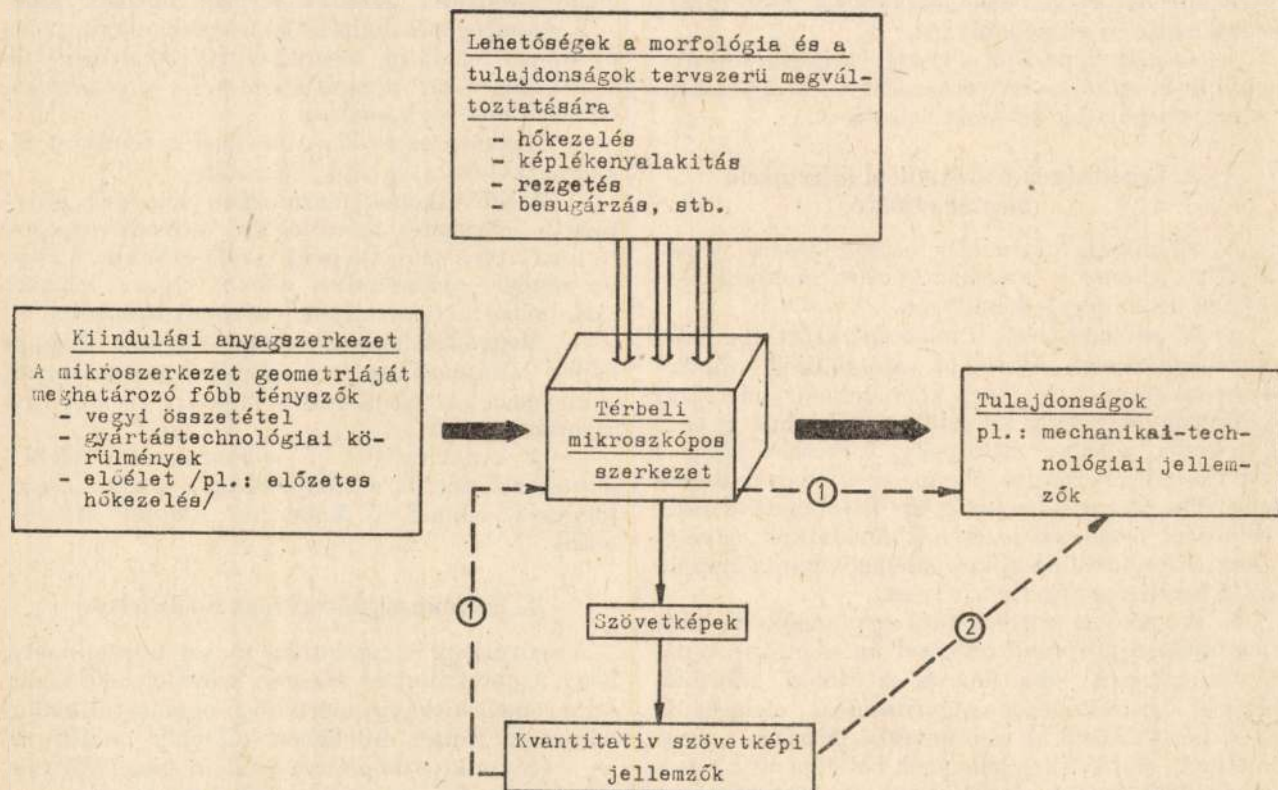 Lehetőségek a morfológia és a
tulajdonságok tervszerü megvál-
toztatására
- hőkezelés
- képlékenyalakitás
- rezgetés
- besugárzás, stb.
Kiindulási anyagszerkezet
A mikroszerkezet geometriáját
meghatározó főbb tényezők
- vegyi összetétel
- gyártástechnológiai kö-
rülmények
- előélet /pl.: előzetes
hőkezelés/
Térbeli
mikroszkópos
szerkezet
Tulajdonságok
pl.: mechanikai-tech-
nológiai jellem-
zők
1
1
2
Szövetképek
Kvantitativ szövetképi
jellemzők